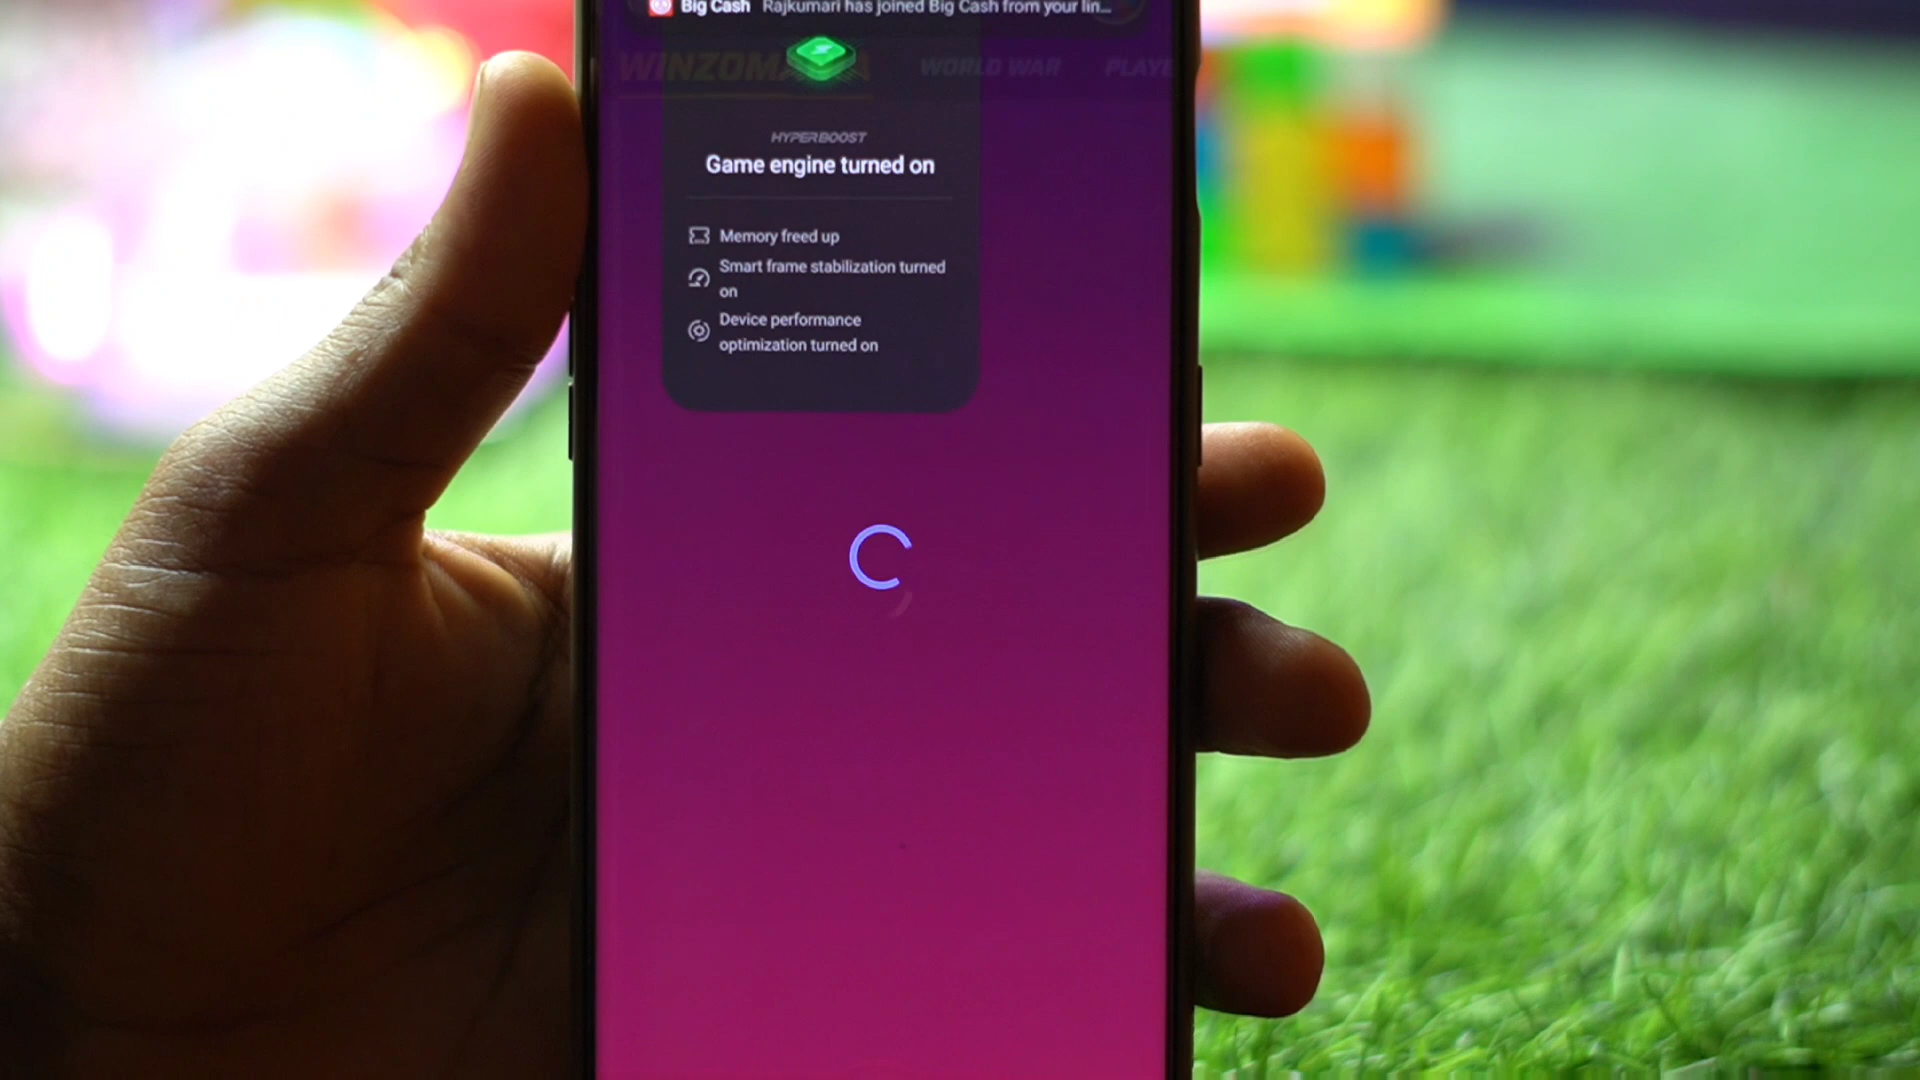 Big Cash Rajkumari has joined Big Cash from your lin...
WORLD WAR PLAYE
HYPERBOOST
Game engine turned on
Memory freed up
Smart frame stabilization turned
on
Device performance
optimization turned on